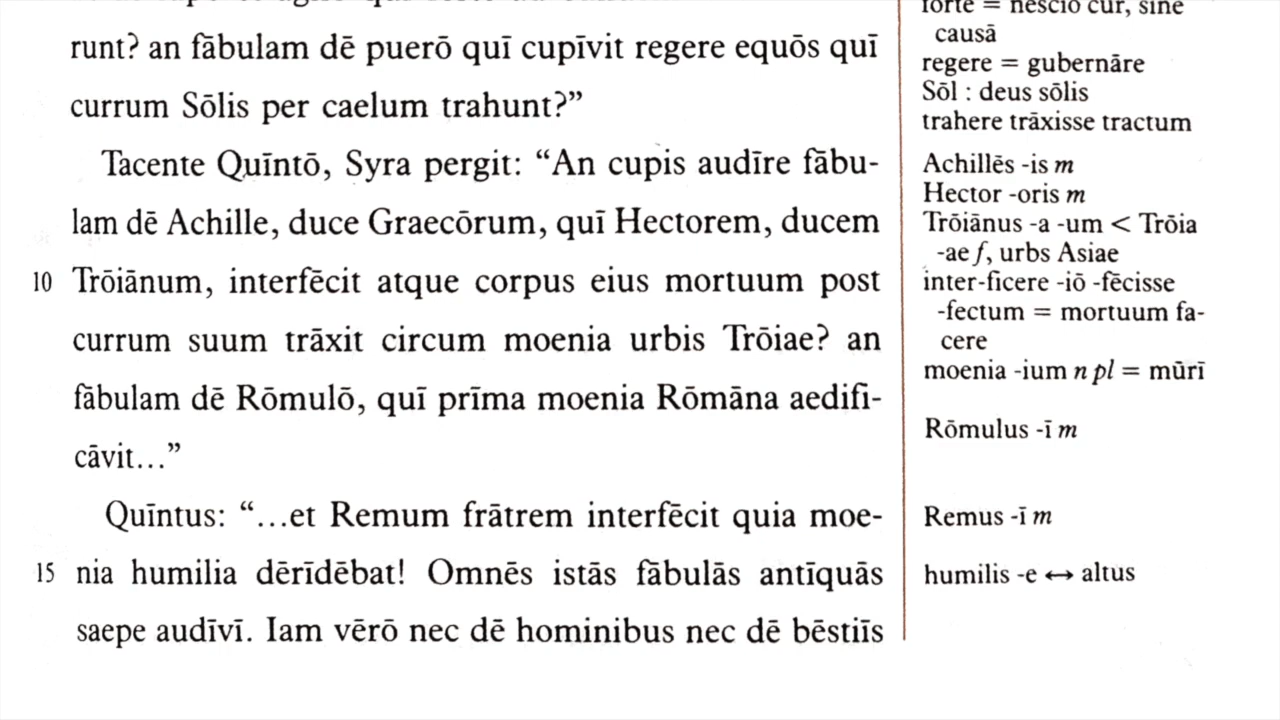 runt? an fābulam dē puerō quī cupīvit regere equōs quī
currum Sōlis per caelum trahunt?”
Tacente Quīntō, Syra pergit: “An cupis audīre fābu-
lam dē Achille, duce Graecōrum, quī Hectorem, ducem
10 Trōiānum, interfēcit atque corpus eius mortuum post
currum suum trāxit circum moenia urbis Trōiae? an
fābulam dē Rōmulō, quī prīma moenia Rōmāna aedifi-
cāvit...”
Quīntus: “...et Remum frātrem interfēcit quia moe-
15 nia humilia dērīdēbat! Omnēs istās fābulās antīquās
saepe audīvī. Iam vērō nec dē hominibus nec dē bēstiīs
forte = nescio cur, sine
causā
regere = gubernāre
Sōl : deus sōlis
trahere trāxisse tractum
Achillēs -is m
Hector -oris m
Trōiānus -a -um < Trōia
-ae f, urbs Asiae
inter-ficere -iō -fēcisse
-fectum = mortuum fa-
cere
moenia -ium n pl = mūrī
Rōmulus -ī m
Remus -ī m
humilis -e ↔ altus